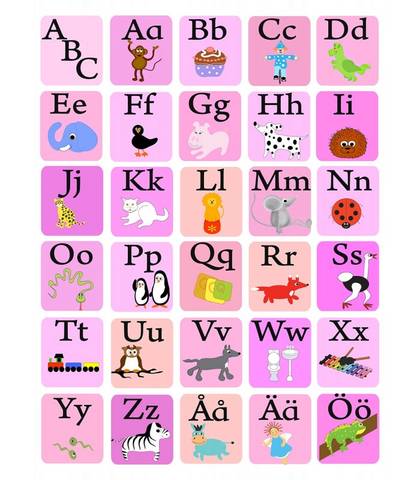 A B C Aa Bb Cc Dd
Ee Ff Gg Hh Ii
Jj Kk Ll Mm Nn
Oo Pp Qq Rr Ss
Tt Uu Vv Ww Xx
Yy Zz Åå Ää Öö